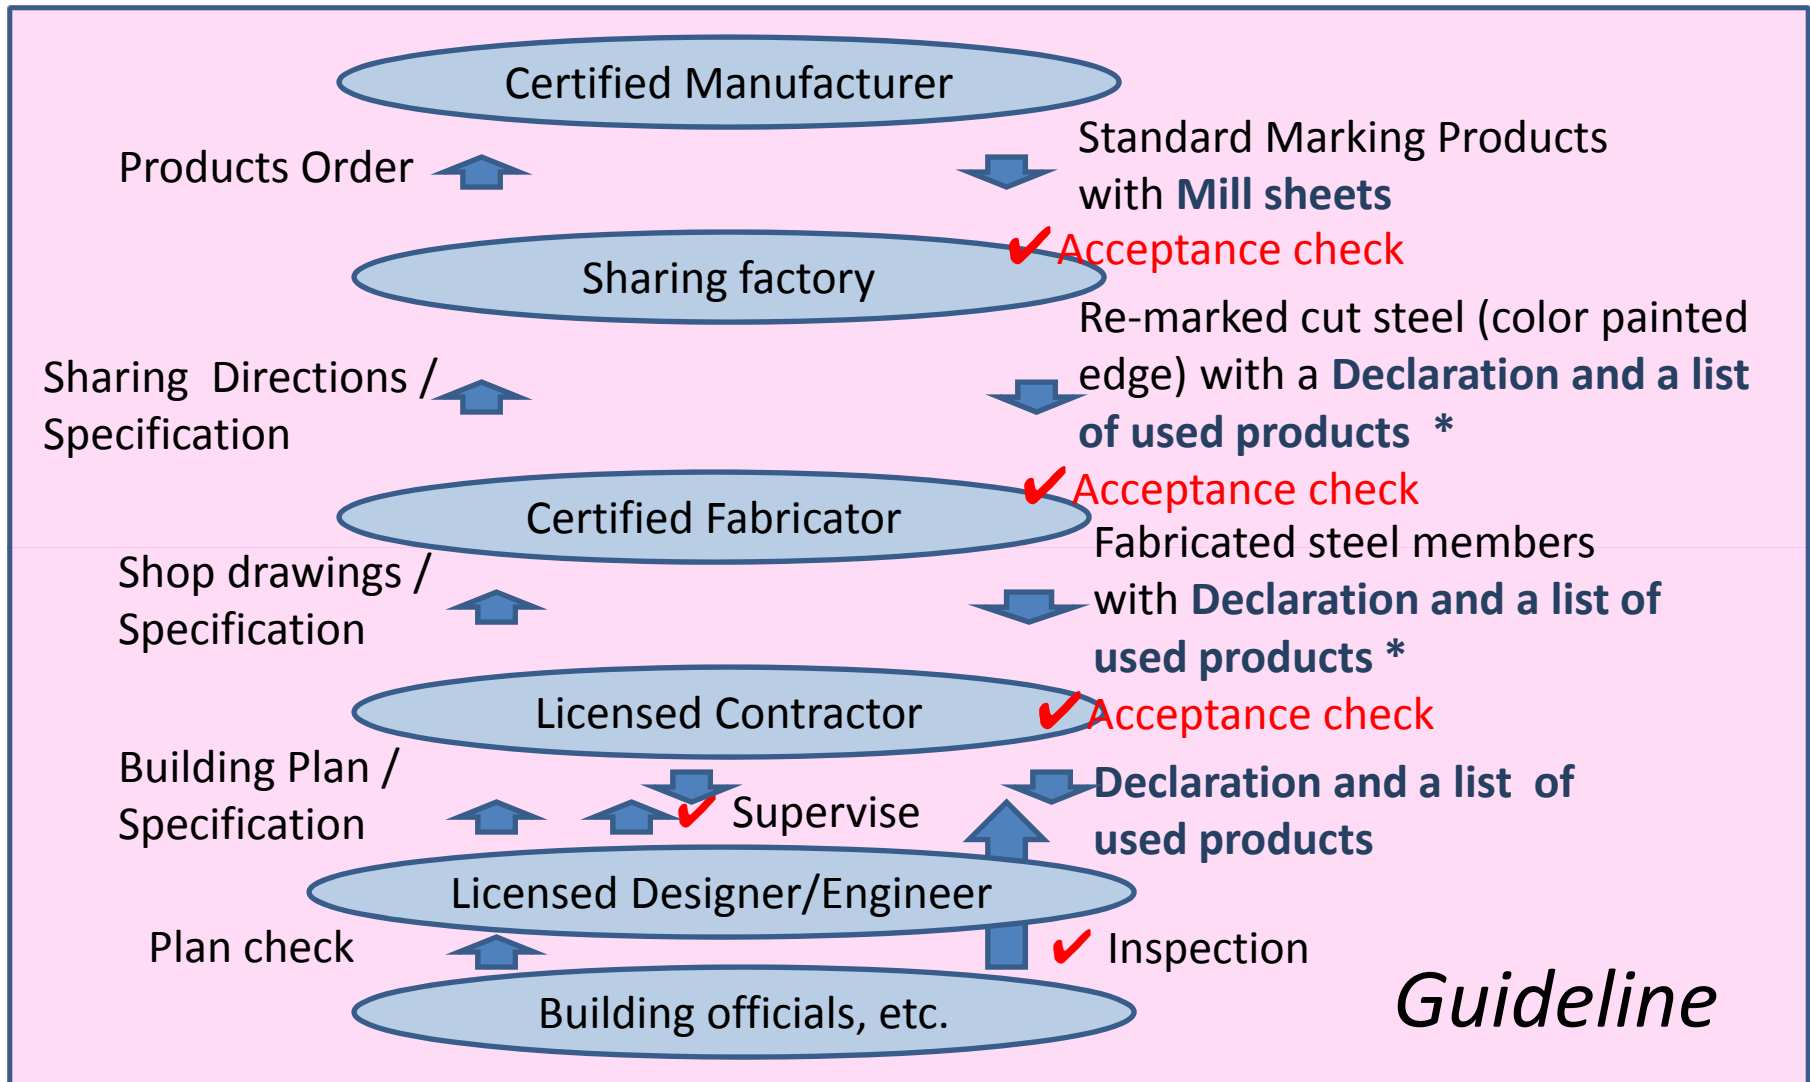 Certified Manufacturer
Products Order
Standard Marking Products
with Mill sheets
✔Acceptance check
Sharing factory
Re-marked cut steel (color painted
edge) with a Declaration and a list
of used products *
Sharing Directions /
Specification
✔Acceptance check
Certified Fabricator
Fabricated steel members
with Declaration and a list of
used products *
Shop drawings /
Specification
✔Acceptance check
Licensed Contractor
Building Plan /
Specification
✔ Supervise
Declaration and a list of
used products
Licensed Designer/Engineer
Plan check
✔ Inspection
Building officials, etc.
Guideline